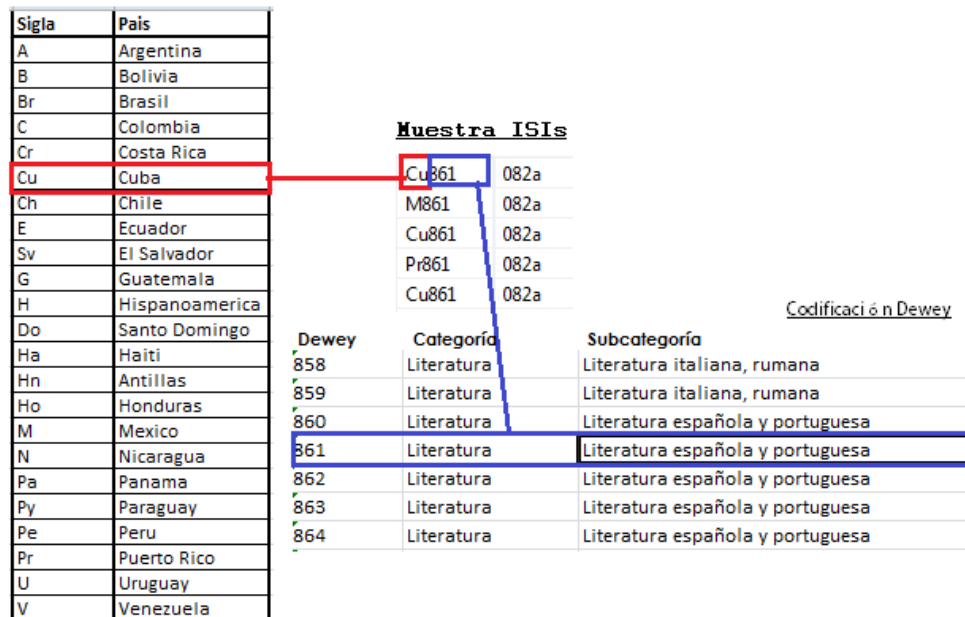 Sigla Pais
A Argentina
B Bolivia
Br Brasil
C Colombia
Cr Costa Rica
Cu Cuba
Ch Chile
E Ecuador
Sv El Salvador
G Guatemala
H Hispanoamerica
Do Santo Domingo
Ha Haiti
Hn Antillas
Ho Honduras
M Mexico
N Nicaragua
Pa Panama
Py Paraguay
Pe Peru
Pr Puerto Rico
U Uruguay
V Venezuela
Muestra ISIs
Cu861 082a
M861 082a
Cu861 082a
Pr861 082a
Cu861 082a
Codificació n Dewey
Dewey Categoría Subcategoría
858 Literatura Literatura italiana, rumana
859 Literatura Literatura italiana, rumana
860 Literatura Literatura española y portuguesa
861 Literatura Literatura española y portuguesa
862 Literatura Literatura española y portuguesa
863 Literatura Literatura española y portuguesa
864 Literatura Literatura española y portuguesa